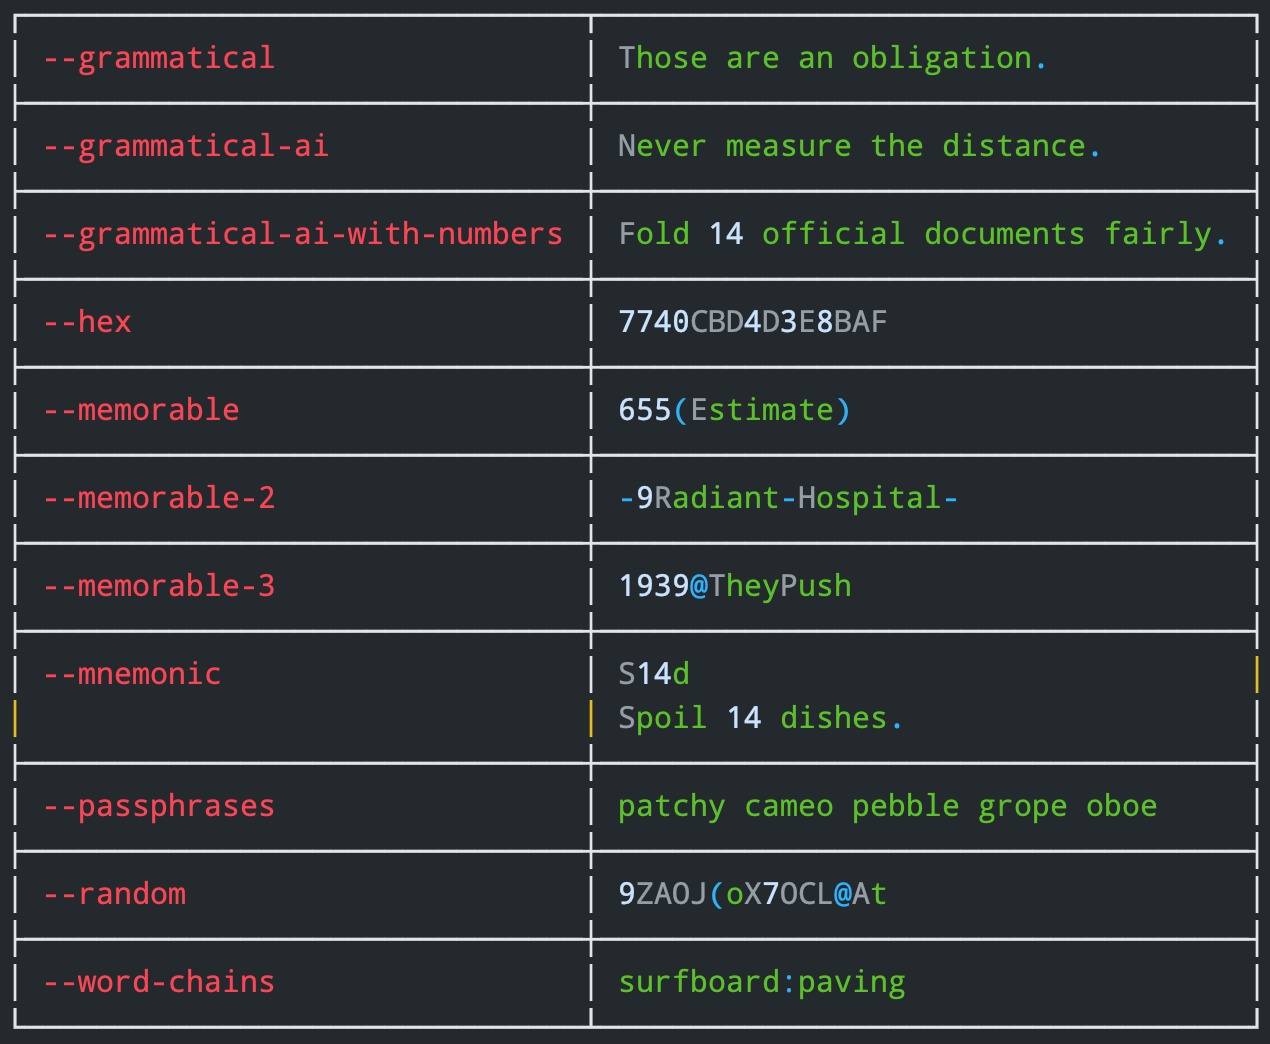 --grammatical Those are an obligation.
--grammatical-ai Never measure the distance.
--grammatical-ai-with-numbers Fold 14 official documents fairly.
--hex 7740CBD4D3E8BAF
--memorable 655(Estimate)
--memorable-2 -9Radiant-Hospital-
--memorable-3 1939@TheyPush
--mnemonic S14d
Spoil 14 dishes.
--passphrases patchy cameo pebble grope oboe
--random 9ZAOJ(oX7OCL@At
--word-chains surfboard:paving